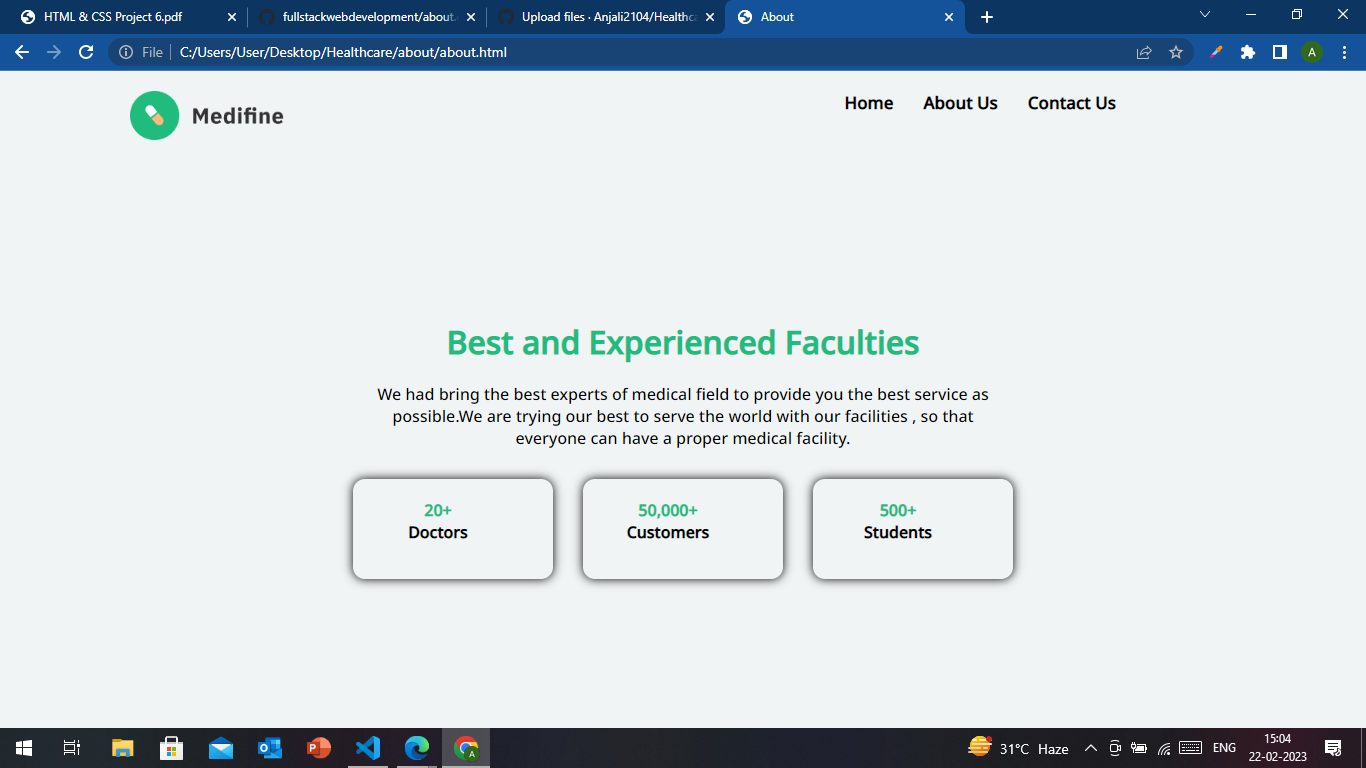 HTML & CSS Project 6.pdf
fullstackwebdevelopment/about.
Upload files · Anjali2104/Healthca
About
File
C:/Users/User/Desktop/Healthcare/about/about.html
A
Medifine
Home
About Us
Contact Us
Best and Experienced Faculties
We had bring the best experts of medical field to provide you the best service as
possible.We are trying our best to serve the world with our facilities , so that
everyone can have a proper medical facility.
20+
Doctors
50,000+
Customers
500+
Students
31°C Haze
ENG
15:04
22-02-2023